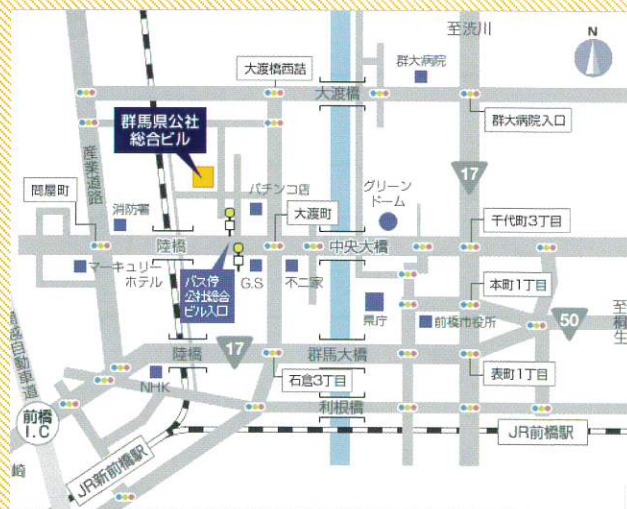 至渋川
N
大渡橋西詰
群大病院
大渡橋
群大病院入口
群馬県公社
総合ビル
産業道路
17
問屋町
消防署
パチンコ店
グリーン
ドーム
大渡町
千代町3丁目
陸橋
中央大橋
マーキュリー
ホテル
バス停
公社総合
ビル入口
G.S
不二家
県庁
本町1丁目
前橋市役所
50
至桐生
自動車道
陸橋
17
群馬大橋
NHK
石倉3丁目
表町1丁目
利根橋
前橋
I.C
JR新前橋駅
JR前橋駅
崎